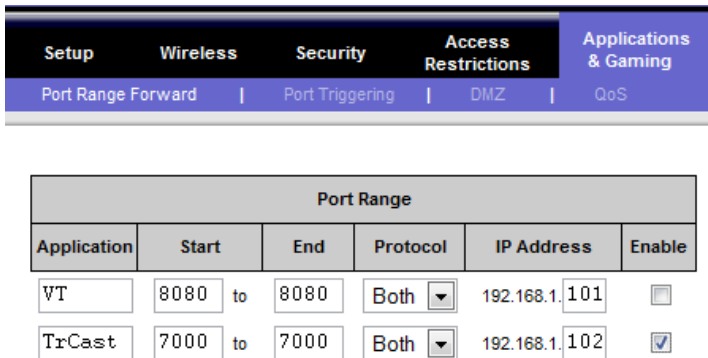 Setup Wireless Security Access Restrictions Applications & Gaming
Port Range Forward | Port Triggering | DMZ | QoS
Port Range
Application Start End Protocol IP Address Enable
VT 8080 to 8080 Both 192.168.1. 101
TrCast 7000 to 7000 Both 192.168.1. 102